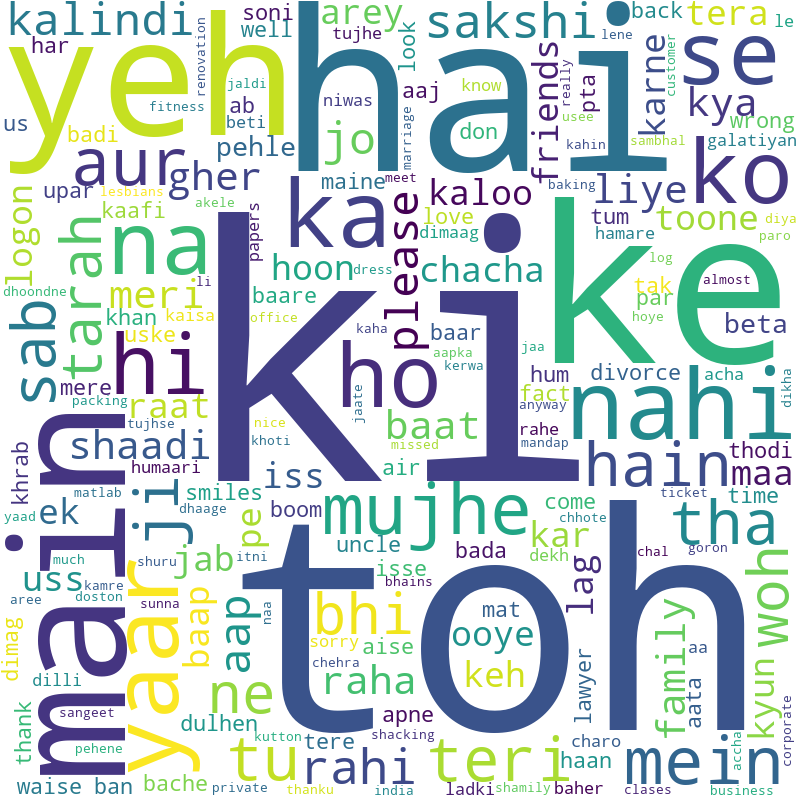 kalindi
soni
well
arey
tujhe
look
sakshi
back
lene
tera
le
har
renovation
yeh
hai
friends
really
pta
karne
customer
se
us
jaldi
fitness
ab
beti
niwas
aaj
marriage
know
usee
kya
badi
pehle
jo
don
kahin
sambhal
wrong
galatiyan
aur
gher
maine
meet
liye
ko
upar
lesbians
akele
papers
ka
please
kaloo
love
dimaag
tum
hamare
toone
diya
paro
logon
kaafi
tarah
na
hoon
dress
chacha
log
tak
par
almost
dhoondne
li
meri
baare
khan
kaisa
office
uske
ki
kaha
baar
aapka
kerwa
ke
hoye
beta
sab
hi
ho
jaa
mere
packing
raat
tujhse
nice
khoti
jaate
baat
missed
hum
divorce
acha
dikha
fact
anyway
rahe
mandap
nahi
shaadi
humaari
iss
air
hain
thodi
maa
khrab
matlab
smiles
dhaage
boom
mujhe
come
chhote
ticket
time
main
yaad
ek
ji
pe
uncle
bada
kar
dekh
tha
much
kamre
uss
shuru
jab
itni
isse
bhains
lag
chal
goron
woh
aree
doston
sunna
baap
aap
naa
toh
bhi
mat
ooye
dimag
yaar
sorry
aise
keh
chehra
family
aa
aata
kyun
dilli
sangeet
ne
raha
apne
lawyer
corporate
thank
pehene
dulhen
kutton
tere
shacking
charo
accha
waise ban
bache
tu
private
rahi
thanku
india
teri
ladki
shamily
haan
baher
mein
clases
business